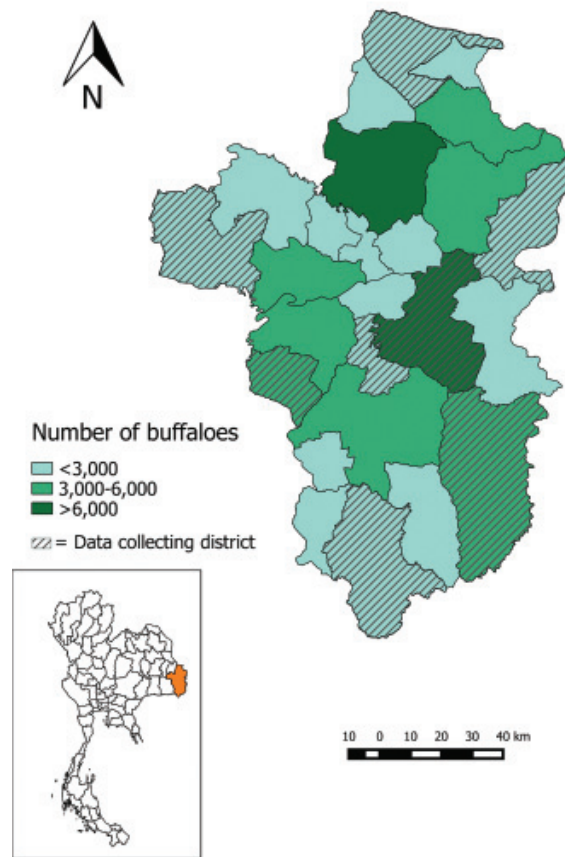 N
Number of buffaloes
<3,000
3,000-6,000
>6,000
= Data collecting district
10 0 10 20 30 40 km